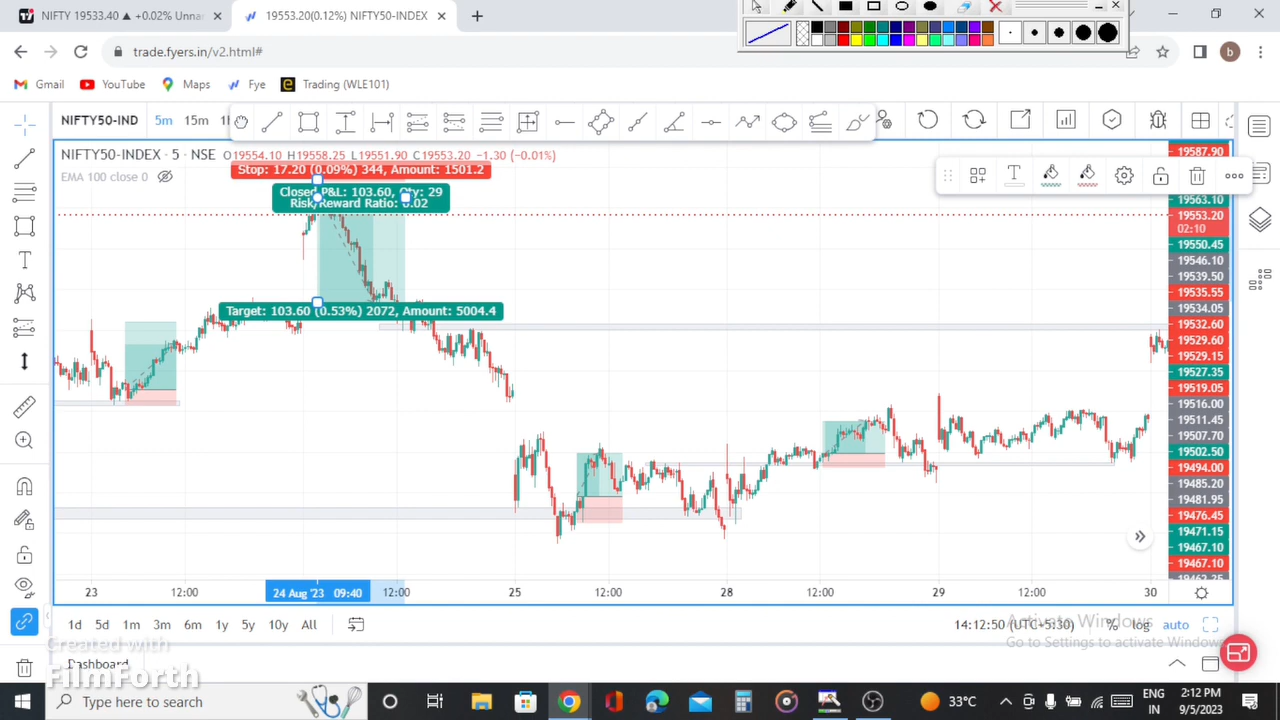 NIFTY 19533.40 ▲ +0.02% Unna
19553.20(0.12%) NIFTY50-INDEX
trade.fyers.in/v2.html#
Gmail YouTube Maps Fye Trading (WLE101)
NIFTY50-IND 5m 15m
NIFTY50-INDEX · 5 · NSE O19554.10 H19558.25 L19551.90 C19553.20 −1.30 (−0.01%)
EMA 100 close 0
Stop: 17.20 (0.09%) 344, Amount: 1501.2
Closed P&L: 103.60, Qty: 29
Risk/Reward Ratio: 6.02
Target: 103.60 (0.53%) 2072, Amount: 5004.4
19587.90
19563.10
19553.20
02:10
19550.45
19546.10
19539.50
19535.55
19534.05
19532.60
19529.60
19529.15
19527.35
19519.05
19516.00
19511.45
19507.70
19502.50
19494.00
19485.20
19481.95
19476.45
19471.15
19467.10
19467.10
19462.25
23 12:00 24 Aug '23 09:40 12:00 25 12:00 28 12:00 29 12:00 30
1d 5d 1m 3m 6m 1y 5y 10y All
14:12:50 (UTC+5:30) % log auto
Activate Windows
Go to Settings to activate Windows
Created with
FilmForth
Dashboard
Type here to search
33°C
ENG
IN
2:12 PM
9/5/2023